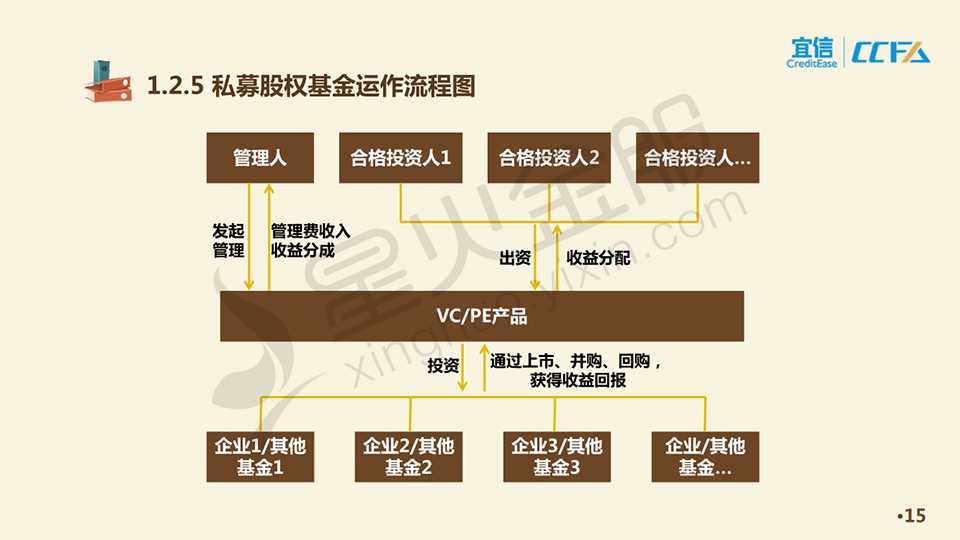 宜信
CreditEase
CCFA
1.2.5 私募股权基金运作流程图
管理人
合格投资人1
合格投资人2
合格投资人...
发起
管理
管理费收入
收益分成
出资
收益分配
VC/PE产品
投资
通过上市、并购、回购，
获得收益回报
企业1/其他
基金1
企业2/其他
基金2
企业3/其他
基金3
企业/其他
基金...
星火金服
xinghuo.yixin.com
•15